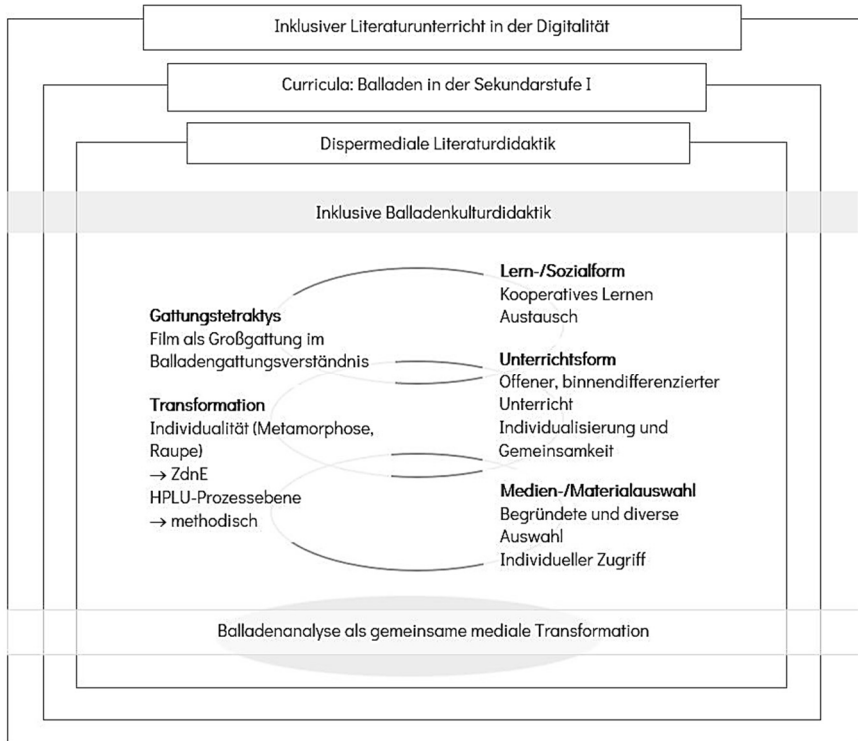 Inklusiver Literaturunterricht in der Digitalität
Curricula: Balladen in der Sekundarstufe I
Dispermediale Literaturdidaktik
Inklusive Balladenkulturdidaktik
Gattungstetraktys
Film als Großgattung im
Balladengattungsverständnis
Transformation
Individualität (Metamorphose,
Raupe)
→ ZdnE
HPLU-Prozessebene
→ methodisch
Lern-/Sozialform
Kooperatives Lernen
Austausch
Unterrichtsform
Offener, binnendifferenzierter
Unterricht
Individualisierung und
Gemeinsamkeit
Medien-/Materialauswahl
Begründete und diverse
Auswahl
Individueller Zugriff
Balladenanalyse als gemeinsame mediale Transformation